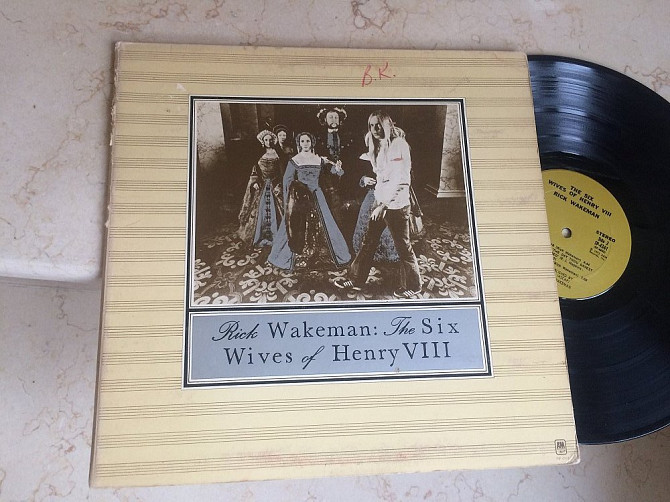 B.K.
Rick Wakeman: The Six
Wives of Henry VIII
THE SIX
WIVES OF HENRY VIII
RICK WAKEMAN
STEREO